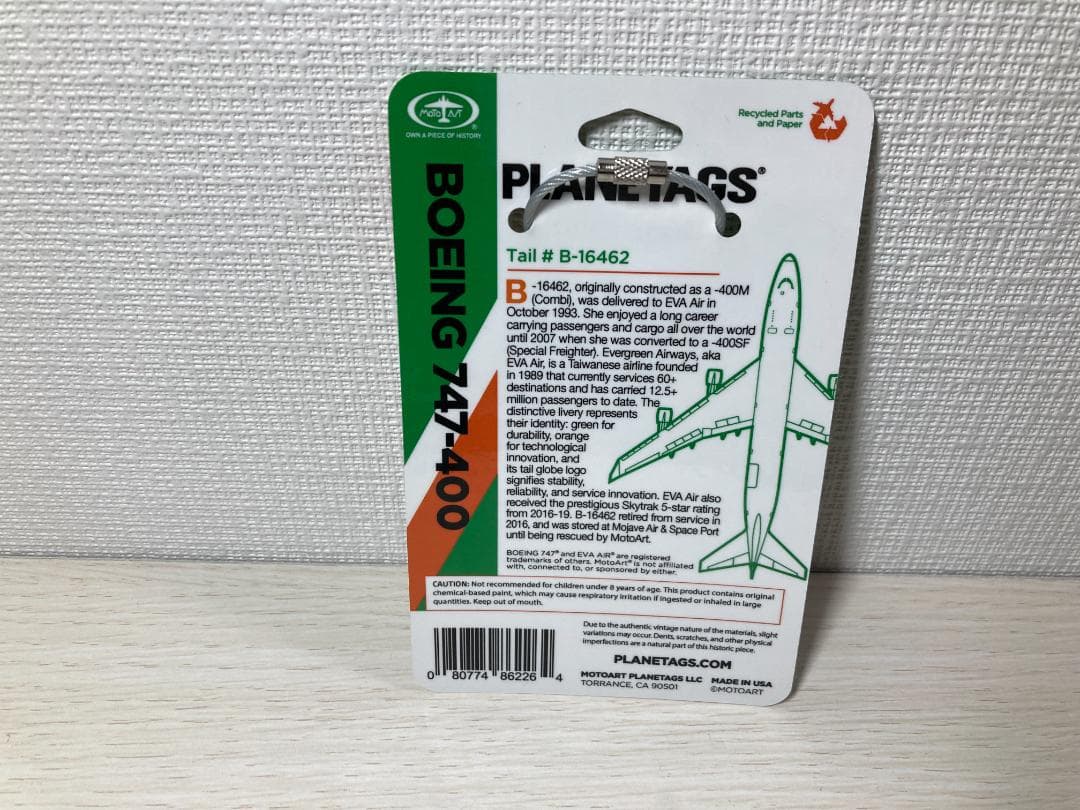 MotoArt®
OWN A PIECE OF HISTORY
Recycled Parts
and Paper
BOEING 747-400
PLANETAGS®
Tail # B-16462
B-16462, originally constructed as a -400M
(Combi), was delivered to EVA Air in
October 1993. She enjoyed a long career
carrying passengers and cargo all over the world
until 2007 when she was converted to a -400SF
(Special Freighter). Evergreen Airways, aka
EVA Air, is a Taiwanese airline founded
in 1989 that currently services 60+
destinations and has carried 12.5+
million passengers to date. The
distinctive livery represents
their identity: green for
durability, orange
for technological
innovation, and
its tail globe logo
signifies stability,
reliability, and service innovation. EVA Air also
received the prestigious Skytrak 5-star rating
from 2016-19. B-16462 retired from service in
2016, and was stored at Mojave Air & Space Port
until being rescued by MotoArt.
BOEING 747® and EVA AIR® are registered
trademarks of others. MotoArt® is not affiliated
with, connected to, or sponsored by either.
CAUTION: Not recommended for children under 8 years of age. This product contains original
chemical-based paint, which may cause respiratory irritation if ingested or inhaled in large
quantities. Keep out of mouth.
Due to the authentic vintage nature of the materials, slight
variations may occur. Dents, scratches, and other physical
imperfections are a natural part of this historic piece.
PLANETAGS.COM
MOTOART PLANETAGS LLC MADE IN USA
TORRANCE, CA 90501 ©MOTOART
0 80774 86226 4